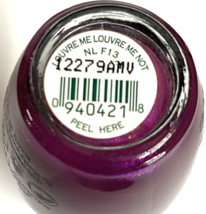 LOUVRE ME LOUVRE ME NOT
NL F13
12279AMV
0 940421 8
PEEL HERE